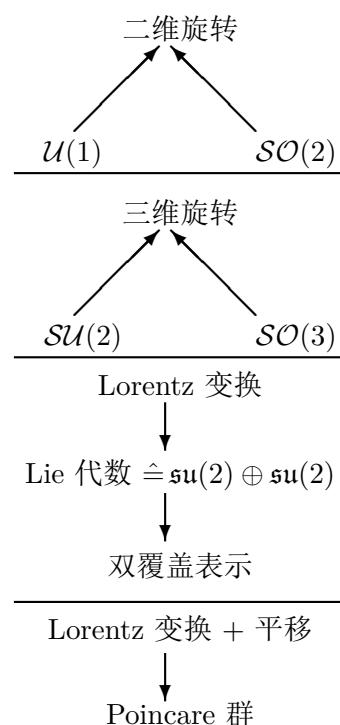 二维旋转
U(1) SO(2)
三维旋转
SU(2) SO(3)
Lorentz 变换
Lie 代数 ≙ 𝔰𝔲(2) ⊕ 𝔰𝔲(2)
双覆盖表示
Lorentz 变换 + 平移
Poincare 群